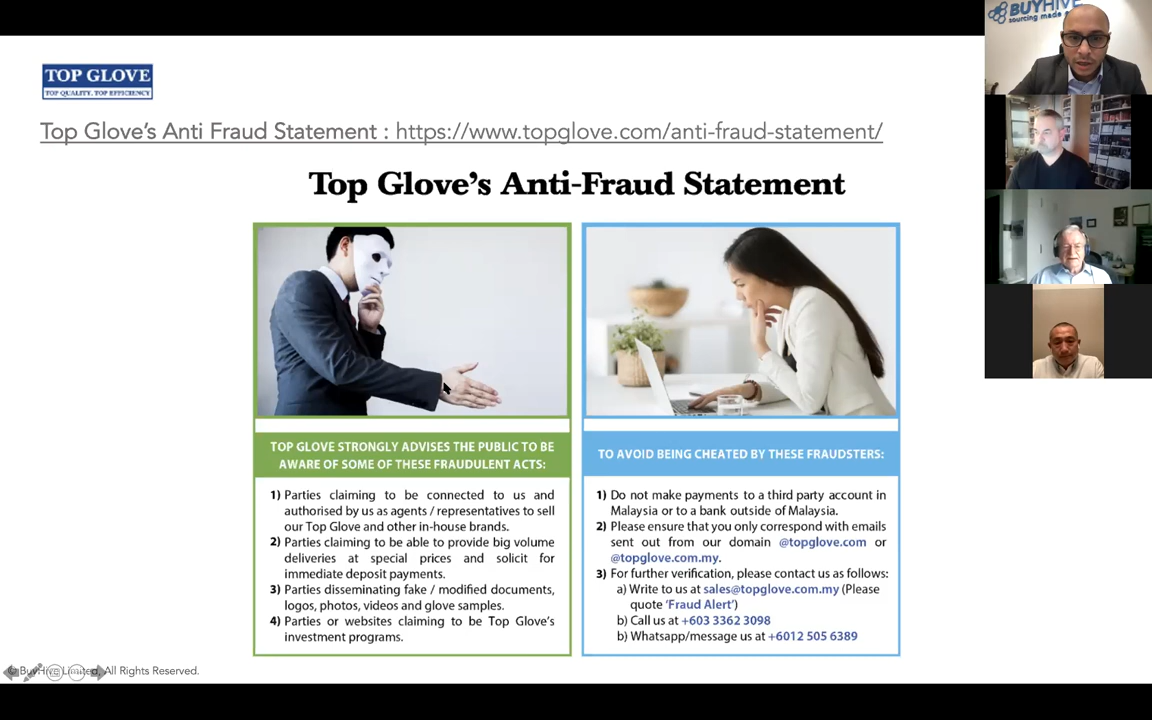 BUYHIVE
sourcing made
TOP GLOVE
TOP QUALITY, TOP EFFICIENCY
Top Glove's Anti Fraud Statement : https://www.topglove.com/anti-fraud-statement/
Top Glove's Anti-Fraud Statement
TOP GLOVE STRONGLY ADVISES THE PUBLIC TO BE
AWARE OF SOME OF THESE FRAUDULENT ACTS:
1) Parties claiming to be connected to us and
authorised by us as agents / representatives to sell
our Top Glove and other in-house brands.
2) Parties claiming to be able to provide big volume
deliveries at special prices and solicit for
immediate deposit payments.
3) Parties disseminating fake / modified documents,
logos, photos, videos and glove samples.
4) Parties or websites claiming to be Top Glove's
investment programs.
TO AVOID BEING CHEATED BY THESE FRAUDSTERS:
1) Do not make payments to a third party account in
Malaysia or to a bank outside of Malaysia.
2) Please ensure that you only correspond with emails
sent out from our domain @topglove.com or
@topglove.com.my.
3) For further verification, please contact us as follows:
a) Write to us at sales@topglove.com.my (Please
quote 'Fraud Alert')
b) Call us at +603 3362 3098
b) Whatsapp/message us at +6012 505 6389
© BuyHive Limited, All Rights Reserved.